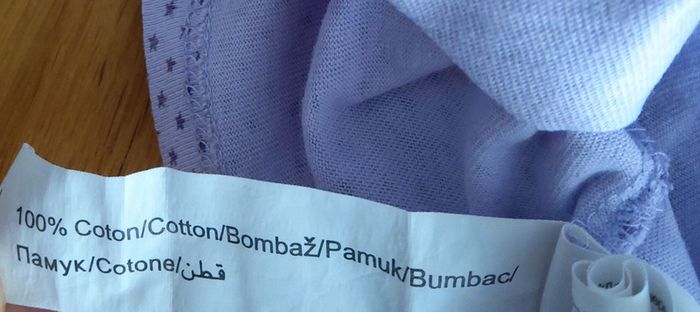 100% Coton/Cotton/Bombaž/Pamuk/Bumbac/
Памук/Cotone/قطن